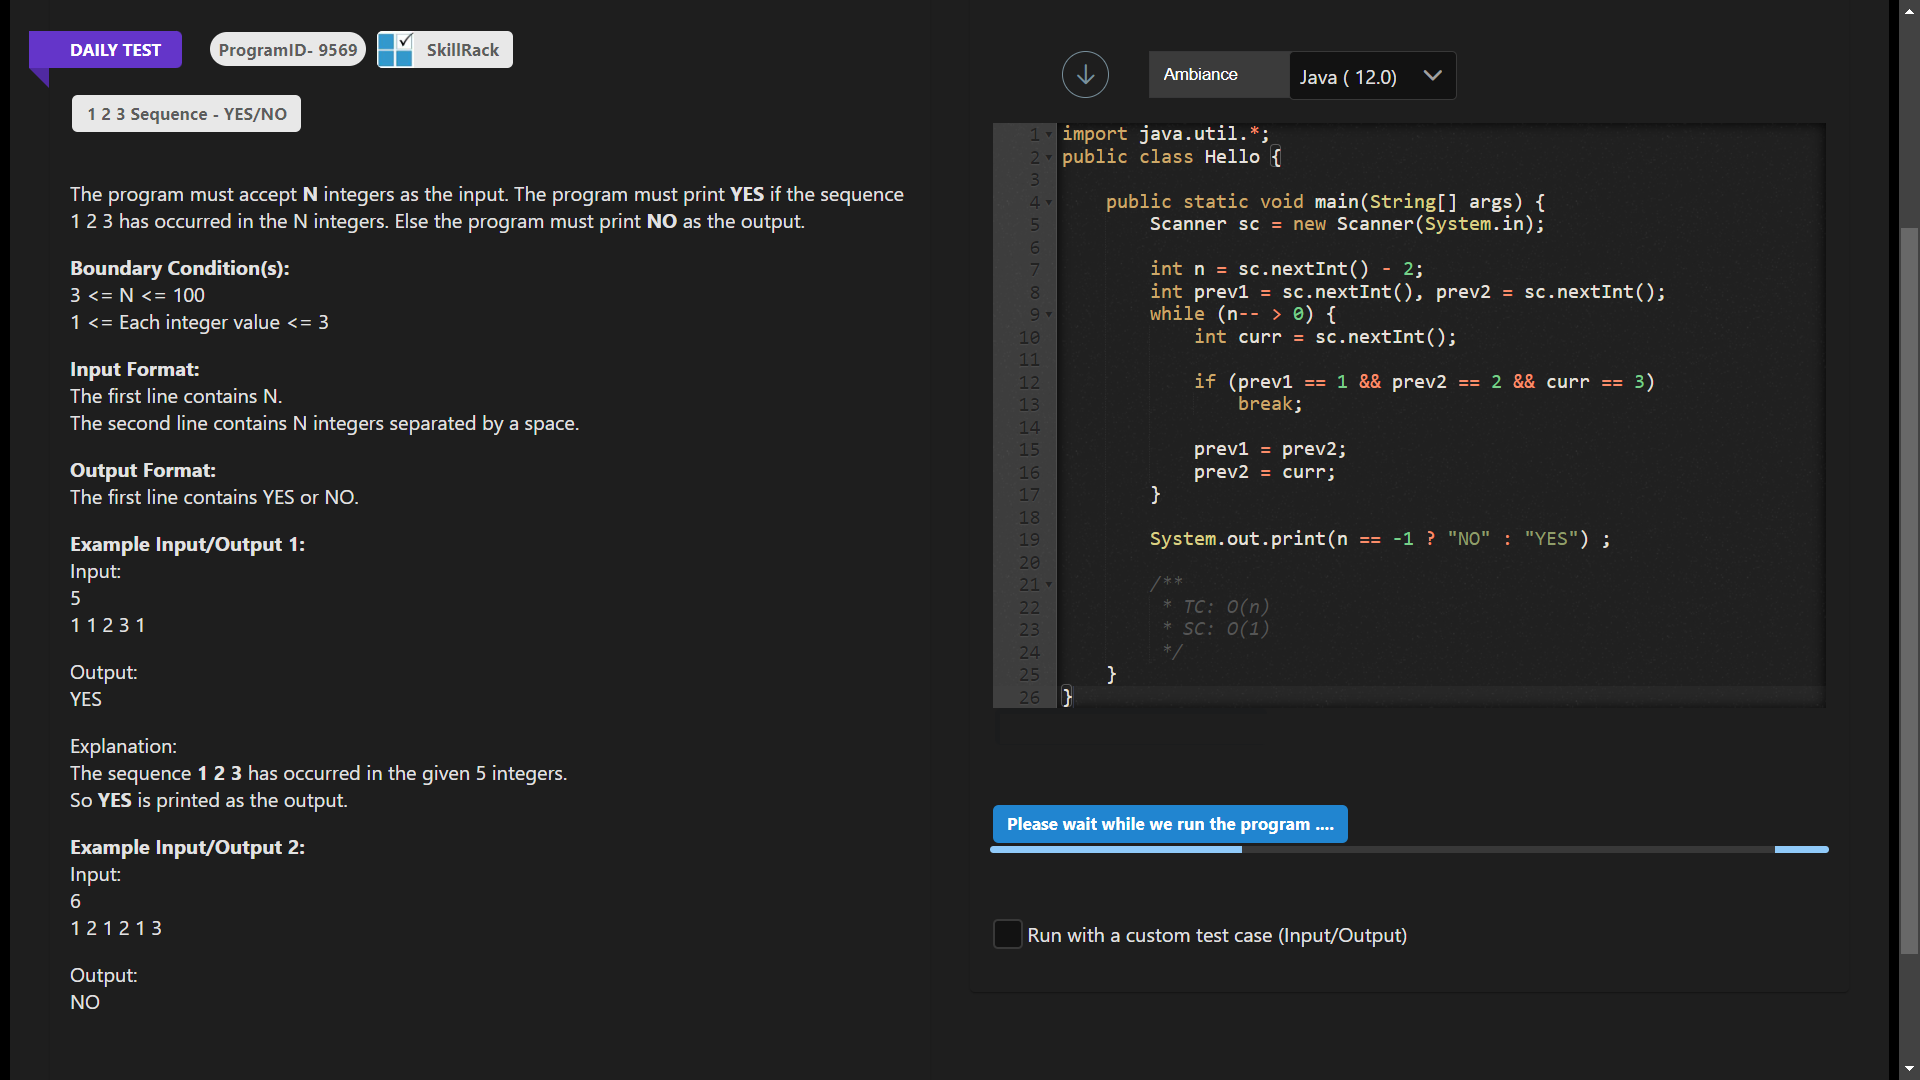 DAILY TEST
ProgramID- 9569
SkillRack
1 2 3 Sequence - YES/NO
The program must accept N integers as the input. The program must print YES if the sequence
1 2 3 has occurred in the N integers. Else the program must print NO as the output.
Boundary Condition(s):
3 <= N <= 100
1 <= Each integer value <= 3
Input Format:
The first line contains N.
The second line contains N integers separated by a space.
Output Format:
The first line contains YES or NO.
Example Input/Output 1:
Input:
5
1 1 2 3 1
Output:
YES
Explanation:
The sequence 1 2 3 has occurred in the given 5 integers.
So YES is printed as the output.
Example Input/Output 2:
Input:
6
1 2 1 2 1 3
Output:
NO
Ambiance
Java ( 12.0)
1 import java.util.*;
2 public class Hello {
3
4     public static void main(String[] args) {
5         Scanner sc = new Scanner(System.in);
6
7         int n = sc.nextInt() - 2;
8         int prev1 = sc.nextInt(), prev2 = sc.nextInt();
9         while (n-- > 0) {
10             int curr = sc.nextInt();
11
12             if (prev1 == 1 && prev2 == 2 && curr == 3)
13                 break;
14
15             prev1 = prev2;
16             prev2 = curr;
17         }
18
19         System.out.print(n == -1 ? "NO" : "YES") ;
20
21         /**
22          * TC: O(n)
23          * SC: O(1)
24          */
25     }
26 }
Please wait while we run the program ....
Run with a custom test case (Input/Output)